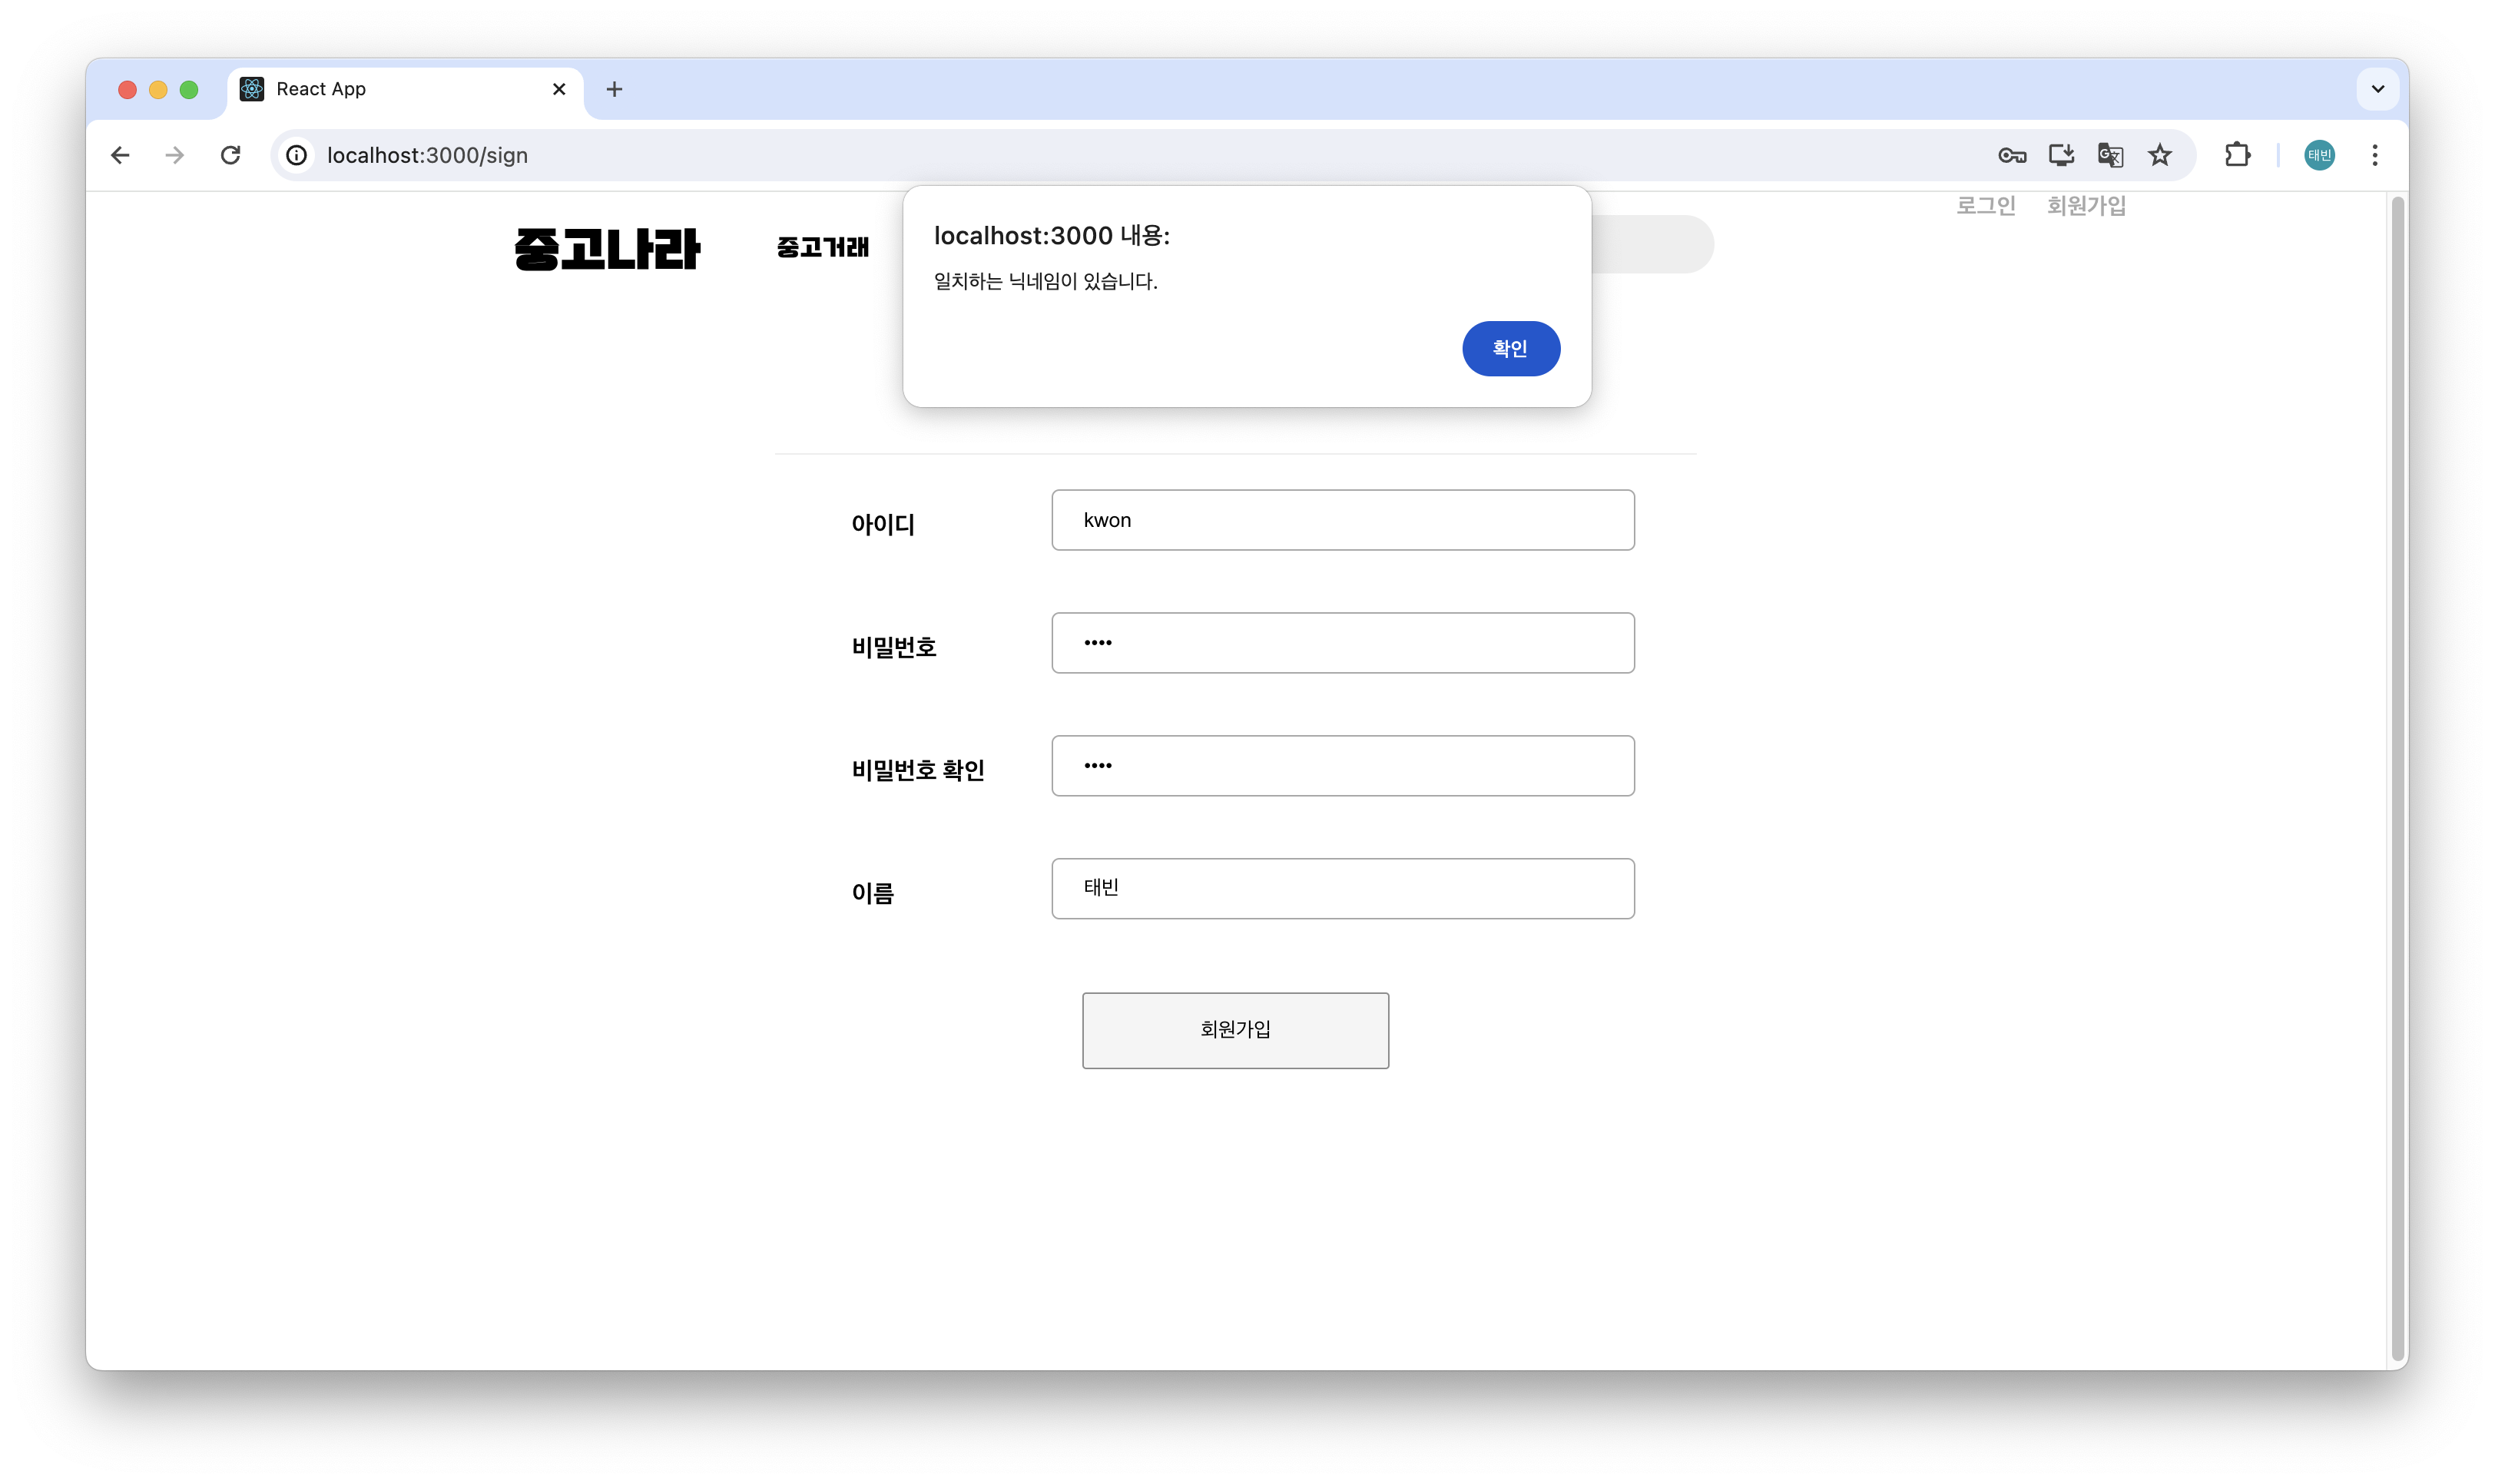 React App
localhost:3000/sign
태빈
로그인 회원가입
중고나라 중고거래
localhost:3000 내용:
일치하는 닉네임이 있습니다.
확인
아이디 kwon
비밀번호 ••••
비밀번호 확인 ••••
이름 태빈
회원가입